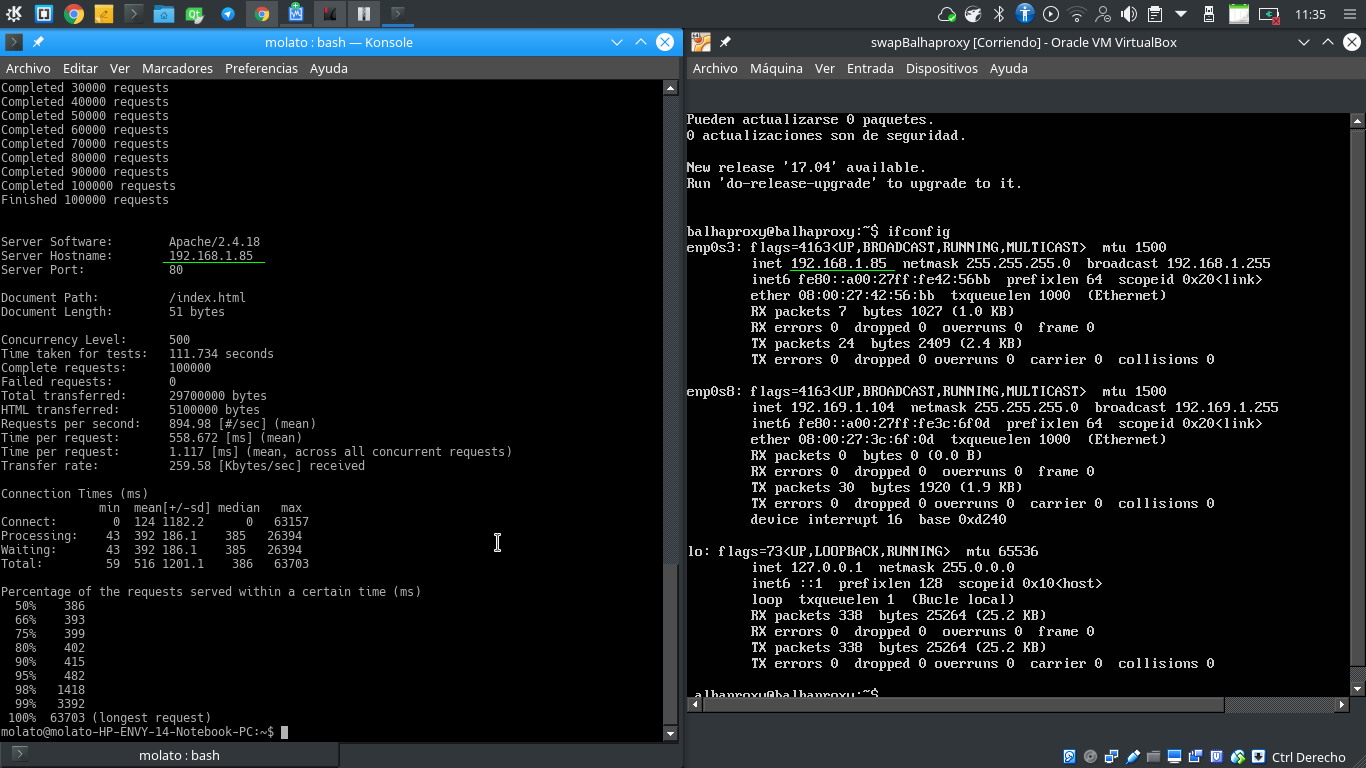 11:35
molato : bash — Konsole
Archivo Editar Ver Marcadores Preferencias Ayuda
Completed 30000 requests
Completed 40000 requests
Completed 50000 requests
Completed 60000 requests
Completed 70000 requests
Completed 80000 requests
Completed 90000 requests
Completed 100000 requests
Finished 100000 requests
Server Software: Apache/2.4.18
Server Hostname: 192.168.1.85
Server Port: 80
Document Path: /index.html
Document Length: 51 bytes
Concurrency Level: 500
Time taken for tests: 111.734 seconds
Complete requests: 100000
Failed requests: 0
Total transferred: 29700000 bytes
HTML transferred: 5100000 bytes
Requests per second: 894.98 [#/sec] (mean)
Time per request: 558.672 [ms] (mean)
Time per request: 1.117 [ms] (mean, across all concurrent requests)
Transfer rate: 259.58 [Kbytes/sec] received
Connection Times (ms)
min mean[+/-sd] median max
Connect: 0 124 1182.2 0 63157
Processing: 43 392 186.1 385 26394
Waiting: 43 392 186.1 385 26394
Total: 59 516 1201.1 386 63703
Percentage of the requests served within a certain time (ms)
50% 386
66% 393
75% 399
80% 402
90% 415
95% 482
98% 1418
99% 3392
100% 63703 (longest request)
molato@molato-HP-ENVY-14-Notebook-PC:~$
molato : bash
swapBalhaproxy [Corriendo] - Oracle VM VirtualBox
Archivo Máquina Ver Entrada Dispositivos Ayuda
Pueden actualizarse 0 paquetes.
0 actualizaciones son de seguridad.
New release '17.04' available.
Run 'do-release-upgrade' to upgrade to it.
balhaproxy@balhaproxy:~$ ifconfig
enp0s3: flags=4163<UP,BROADCAST,RUNNING,MULTICAST> mtu 1500
inet 192.168.1.85 netmask 255.255.255.0 broadcast 192.168.1.255
inet6 fe80::a00:27ff:fe42:56bb prefixlen 64 scopeid 0x20<link>
ether 08:00:27:42:56:bb txqueuelen 1000 (Ethernet)
RX packets 7 bytes 1027 (1.0 KB)
RX errors 0 dropped 0 overruns 0 frame 0
TX packets 24 bytes 2409 (2.4 KB)
TX errors 0 dropped 0 overruns 0 carrier 0 collisions 0
enp0s8: flags=4163<UP,BROADCAST,RUNNING,MULTICAST> mtu 1500
inet 192.169.1.104 netmask 255.255.255.0 broadcast 192.169.1.255
inet6 fe80::a00:27ff:fe3c:6f0d prefixlen 64 scopeid 0x20<link>
ether 08:00:27:3c:6f:0d txqueuelen 1000 (Ethernet)
RX packets 0 bytes 0 (0.0 B)
RX errors 0 dropped 0 overruns 0 frame 0
TX packets 30 bytes 1920 (1.9 KB)
TX errors 0 dropped 0 overruns 0 carrier 0 collisions 0
device interrupt 16 base 0xd240
lo: flags=73<UP,LOOPBACK,RUNNING> mtu 65536
inet 127.0.0.1 netmask 255.0.0.0
inet6 ::1 prefixlen 128 scopeid 0x10<host>
loop txqueuelen 1 (Bucle local)
RX packets 338 bytes 25264 (25.2 KB)
RX errors 0 dropped 0 overruns 0 frame 0
TX packets 338 bytes 25264 (25.2 KB)
TX errors 0 dropped 0 overruns 0 carrier 0 collisions 0
alhaproxy@balhaproxy:~$
Ctrl Derecho